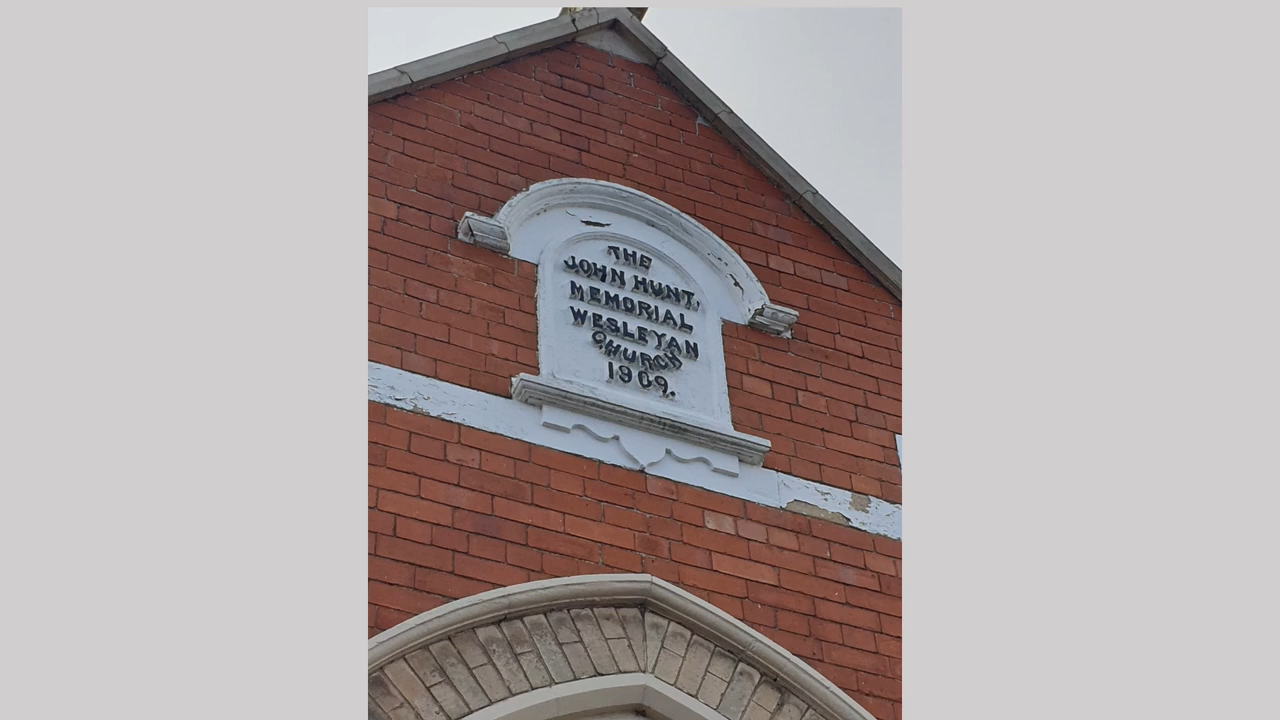 THE
JOHN HUNT,
MEMORIAL
WESLEYAN
CHURCH
1909.